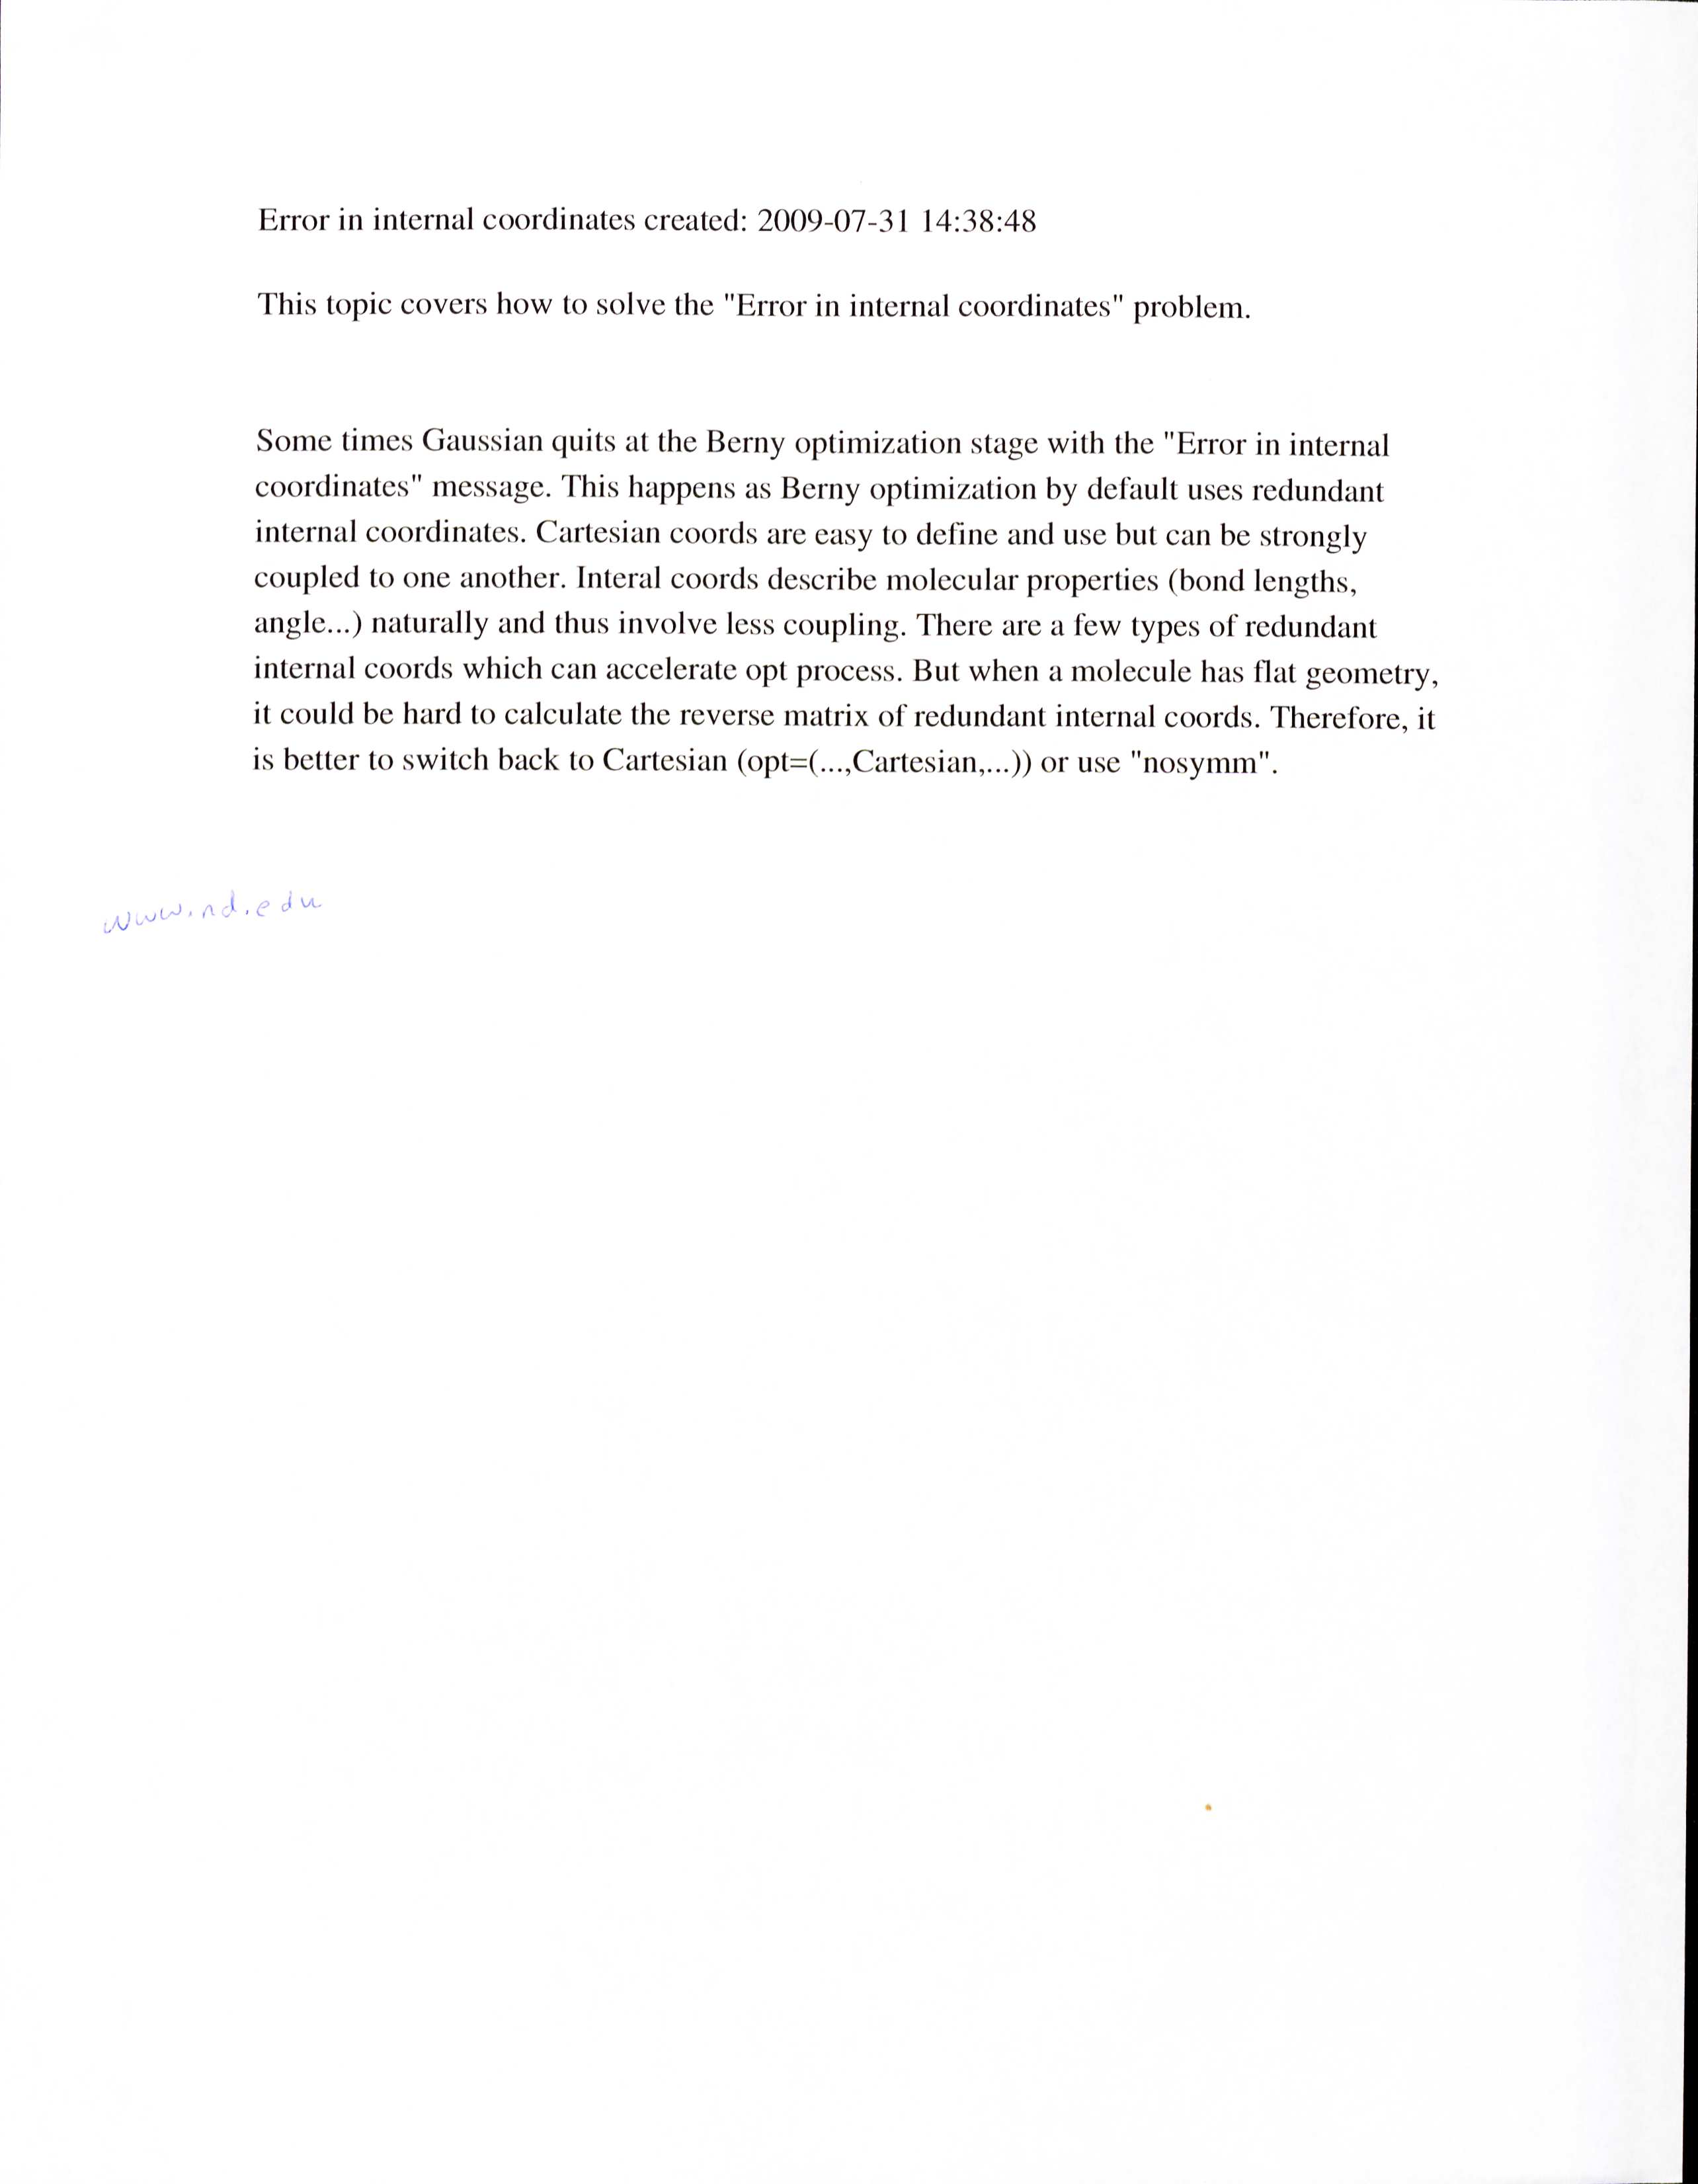 Error in internal coordinates created: 2009-07-31 14:38:48
This topic covers how to solve the "Error in internal coordinates" problem.
Some times Gaussian quits at the Berny optimization stage with the "Error in internal
coordinates" message. This happens as Berny optimization by default uses redundant
internal coordinates. Cartesian coords are easy to define and use but can be strongly
coupled to one another. Interal coords describe molecular properties (bond lengths,
angle...) naturally and thus involve less coupling. There are a few types of redundant
internal coords which can accelerate opt process. But when a molecule has flat geometry,
it could be hard to calculate the reverse matrix of redundant internal coords. Therefore, it
is better to switch back to Cartesian (opt=(...,Cartesian,...)) or use "nosymm".
www.nd.edu